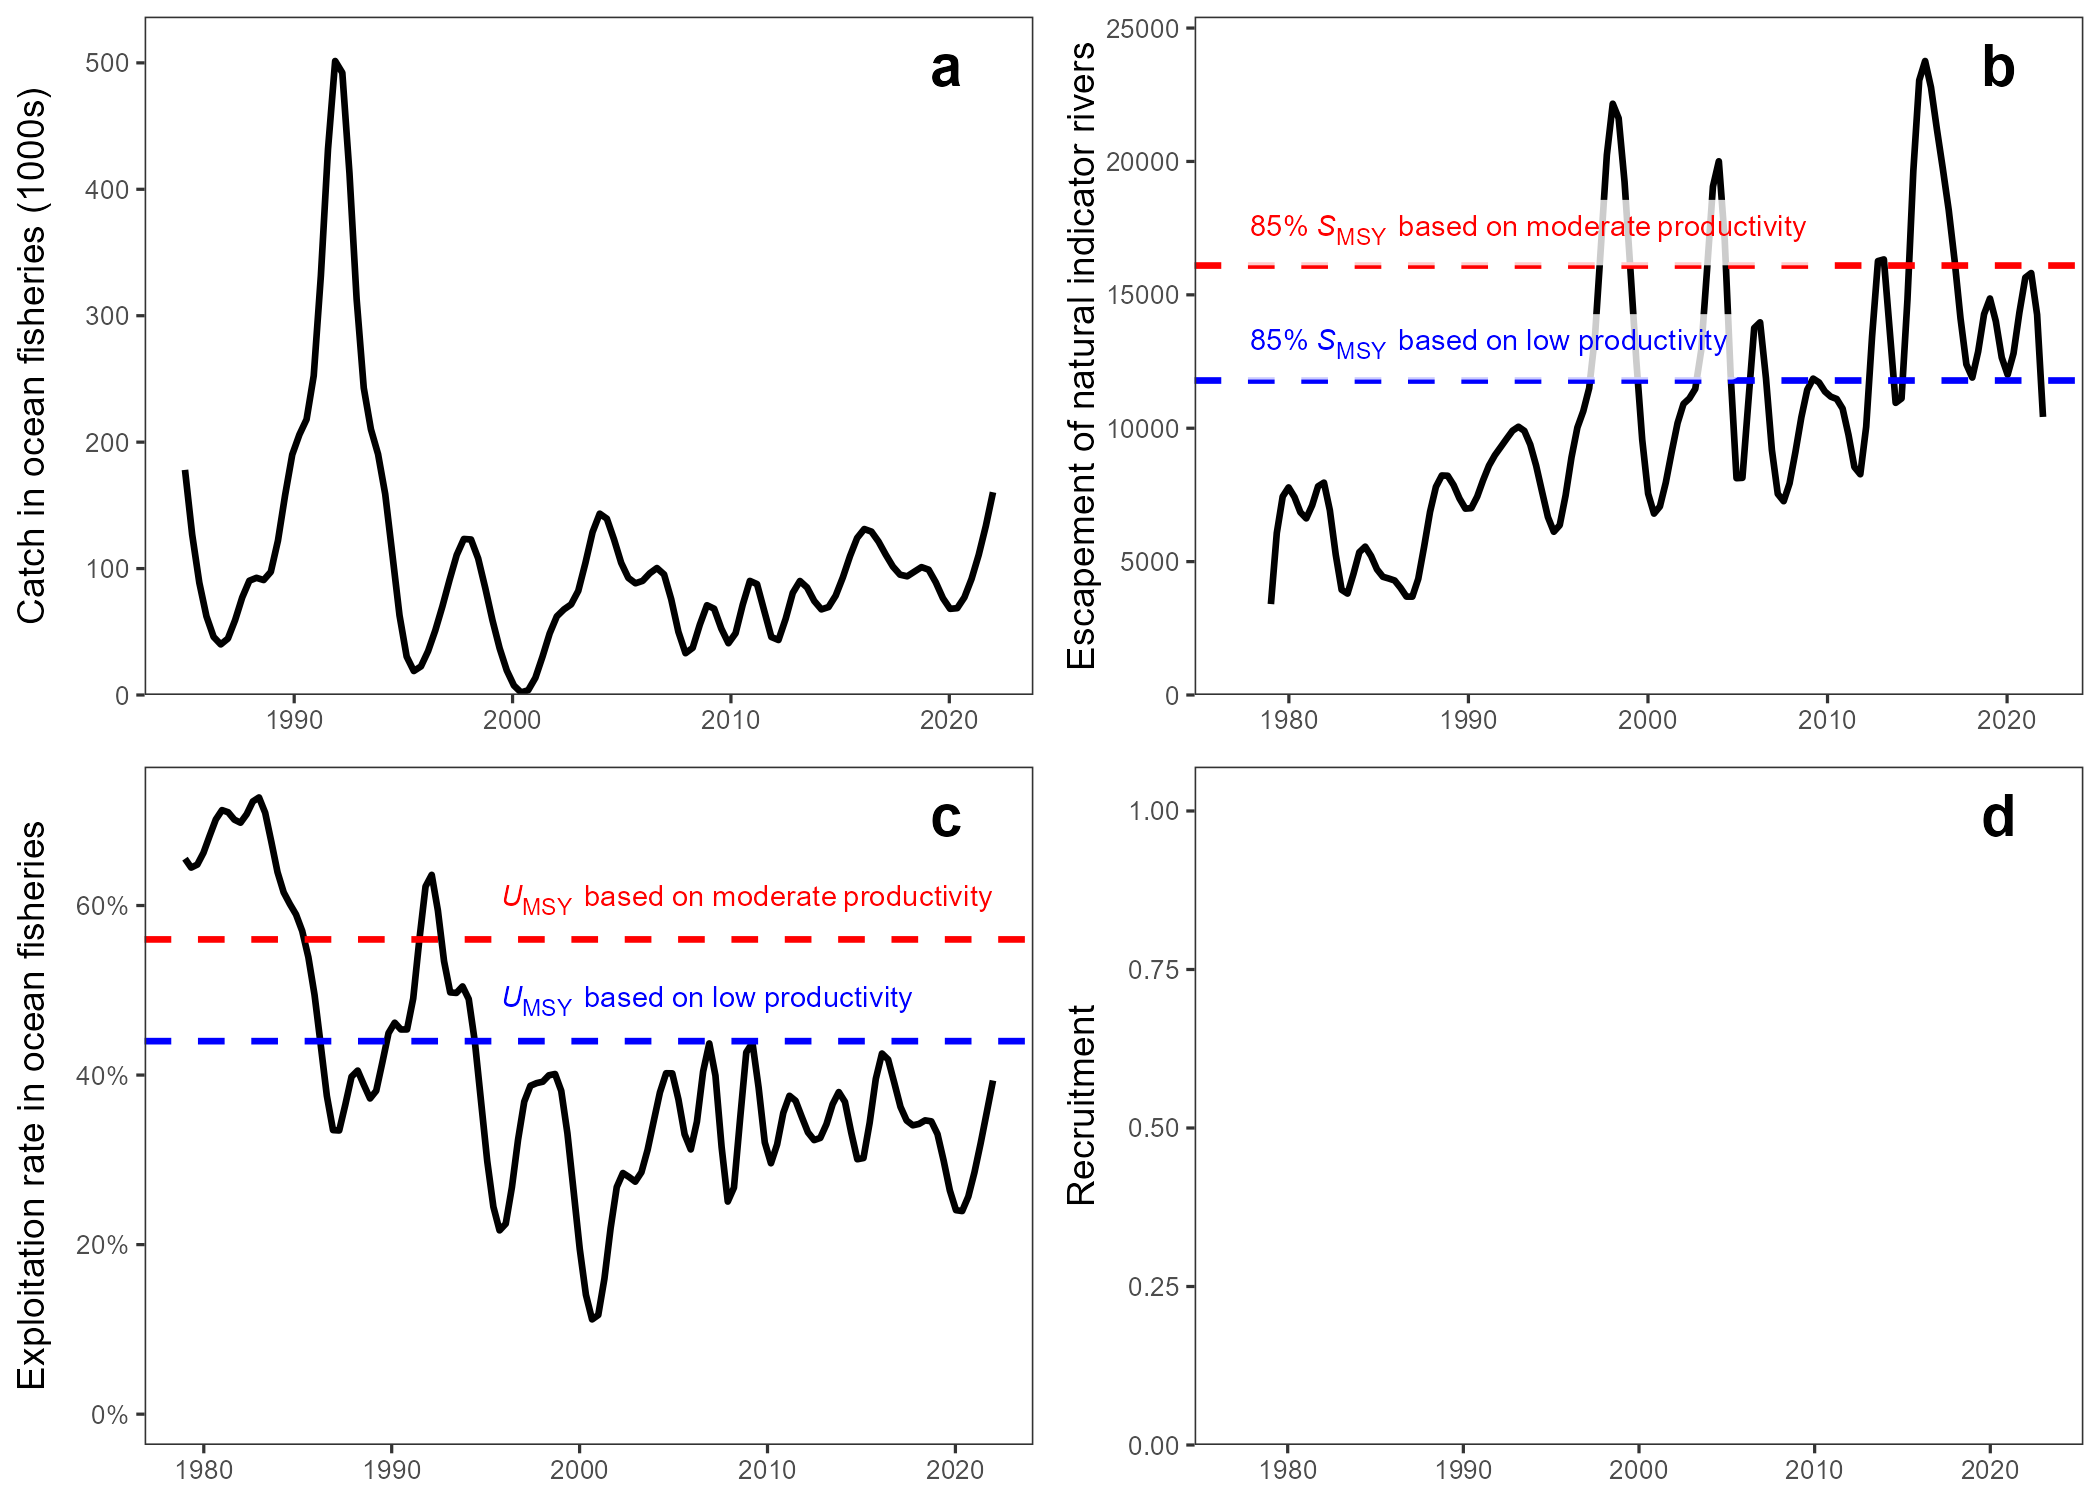 a
Catch in ocean fisheries (1000s)
500
400
300
200
100
0
1990 2000 2010 2020
b
Escapement of natural indicator rivers
25000
20000
15000
10000
5000
0
85% SMSY based on moderate productivity
85% SMSY based on low productivity
1980 1990 2000 2010 2020
c
Exploitation rate in ocean fisheries
60%
40%
20%
0%
UMSY based on moderate productivity
UMSY based on low productivity
1980 1990 2000 2010 2020
d
Recruitment
1.00
0.75
0.50
0.25
0.00
1980 1990 2000 2010 2020